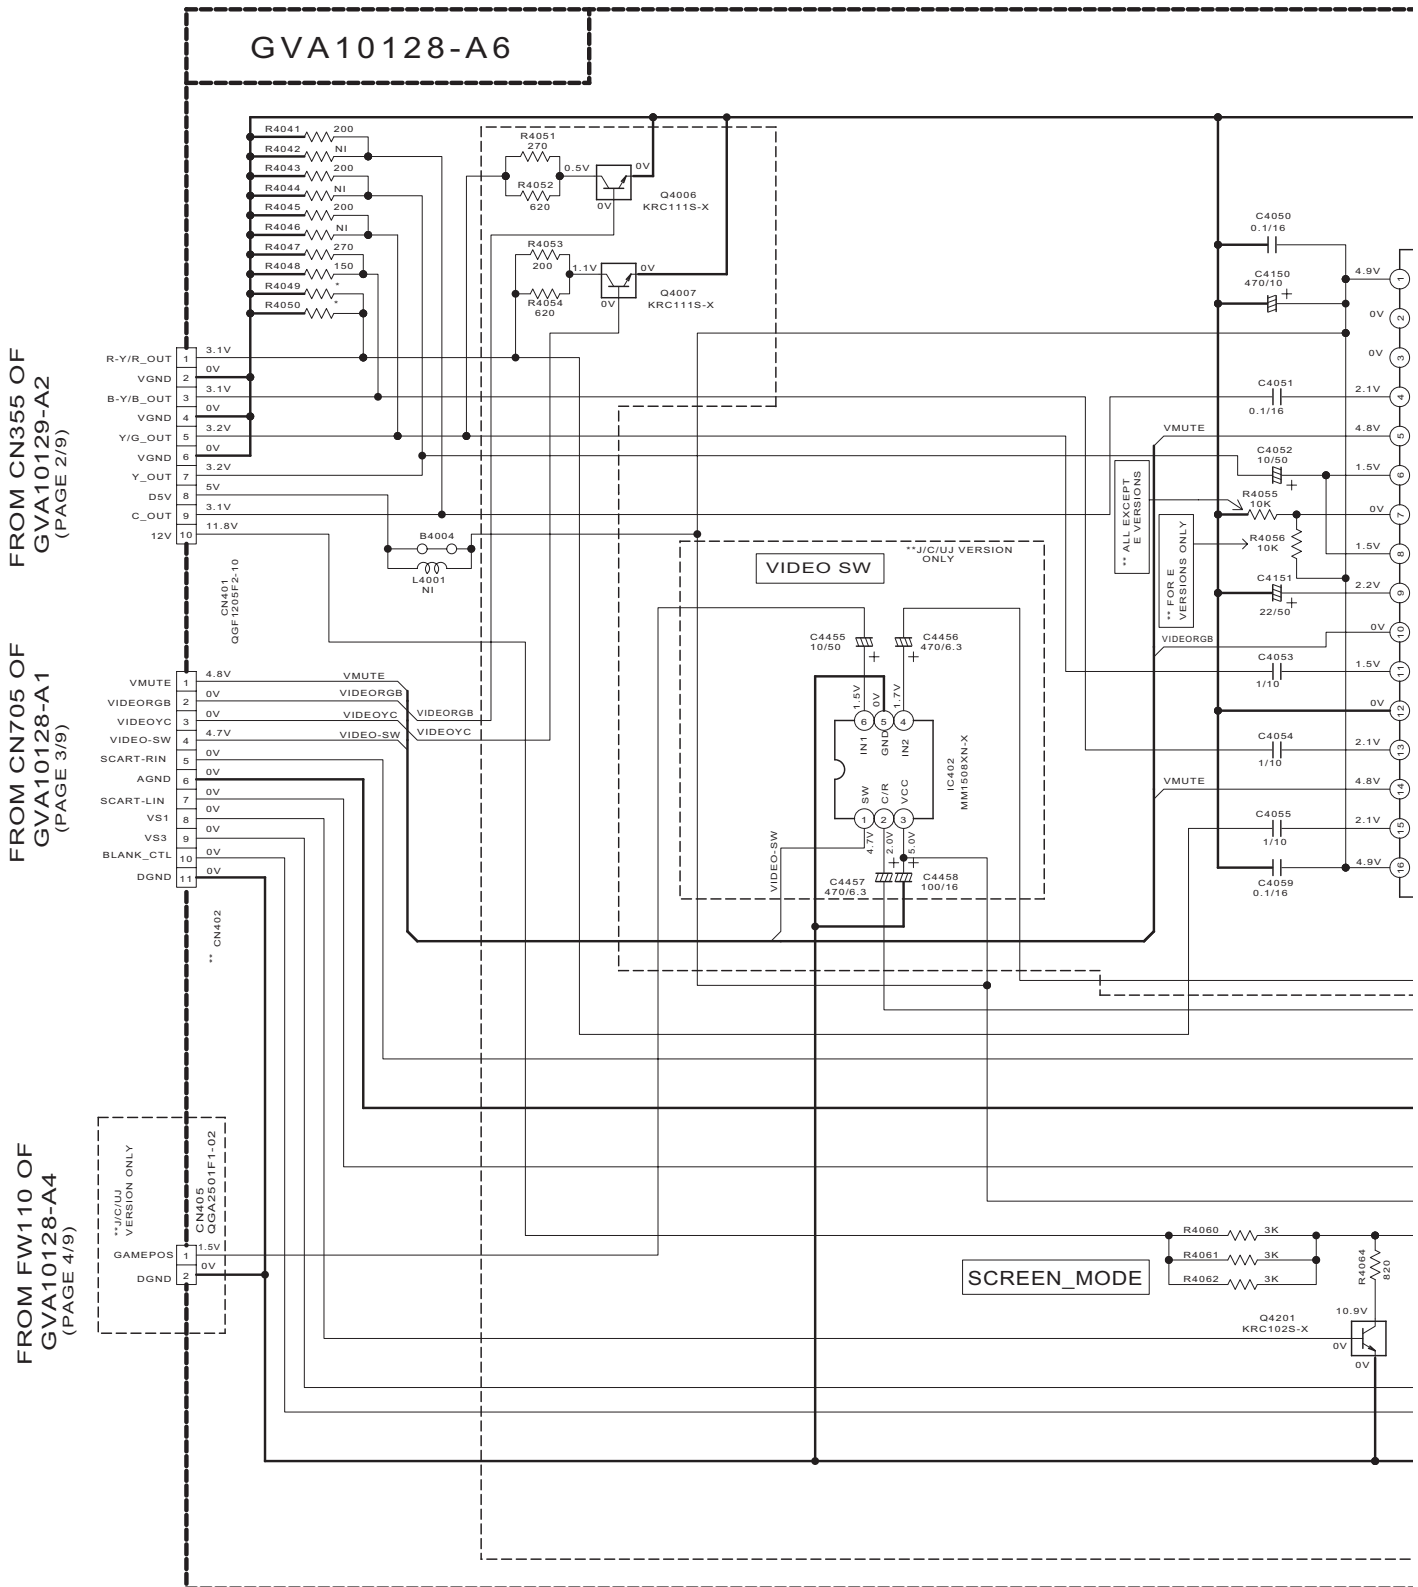 GVA10128-A6
R4041 200
R4042 NI
R4043 200
R4044 NI
R4045 200
R4046 NI
R4047 270
R4048 150
R4049 *
R4050 *
R4051
270
R4052
620
0.5V
0V
0V
Q4006
KRC111S-X
R4053
200
R4054
620
1.1V
0V
0V
Q4007
KRC111S-X
FROM CN355 OF
GVA10129-A2
(PAGE 2/9)
R-Y/R_OUT 1 3.1V
VGND 2 0V
B-Y/B_OUT 3 3.1V
VGND 4 0V
Y/G_OUT 5 3.2V
VGND 6 0V
Y_OUT 7 3.2V
D5V 8 5V
C_OUT 9 3.1V
12V 10 11.8V
CN401
QGF1205F2-10
B4004
L4001
NI
C4050
0.1/16
C4150
470/10
+
C4051
0.1/16
VMUTE
C4052
10/50
+
** ALL EXCEPT
E VERSIONS
R4055
10K
** FOR E
VERSIONS ONLY
R4056
10K
C4151
+
22/50
VIDEORGB
C4053
1/10
C4054
1/10
VMUTE
C4055
1/10
C4059
0.1/16
4.9V 1
0V 2
0V 3
2.1V 4
4.8V 5
1.5V 6
0V 7
1.5V 8
2.2V 9
0V 10
1.5V 11
0V 12
2.1V 13
4.8V 14
2.1V 15
4.9V 16
VIDEO SW
**J/C/UJ VERSION
ONLY
C4455
10/50
+
C4456
470/6.3
+
1.5V
0V
1.7V
6 5 4
IN1
GND
IN2
IC402
MM1508XN-X
SW
C/R
VCC
1 2 3
4.7V
2.0V
5.0V
VIDEO-SW
+ +
C4457
470/6.3
C4458
100/16
FROM CN705 OF
GVA10128-A1
(PAGE 3/9)
VMUTE 1 4.8V VMUTE
VIDEORGB 2 0V VIDEORGB VIDEORGB
VIDEOYC 3 0V VIDEOYC VIDEOYC
VIDEO-SW 4 4.7V VIDEO-SW
SCART-RIN 5 0V
AGND 6 0V
SCART-LIN 7 0V
VS1 8 0V
VS3 9 0V
BLANK_CTL 10 0V
DGND 11 0V
** CN402
FROM FW110 OF
GVA10128-A4
(PAGE 4/9)
**J/C/UJ
VERSION ONLY
CN405
QGA2501F1-02
GAMEPOS 1 1.5V
DGND 2 0V
SCREEN_MODE
R4060 3K
R4061 3K
R4062 3K
R4064
820
10.9V
Q4201
KRC102S-X
0V
0V